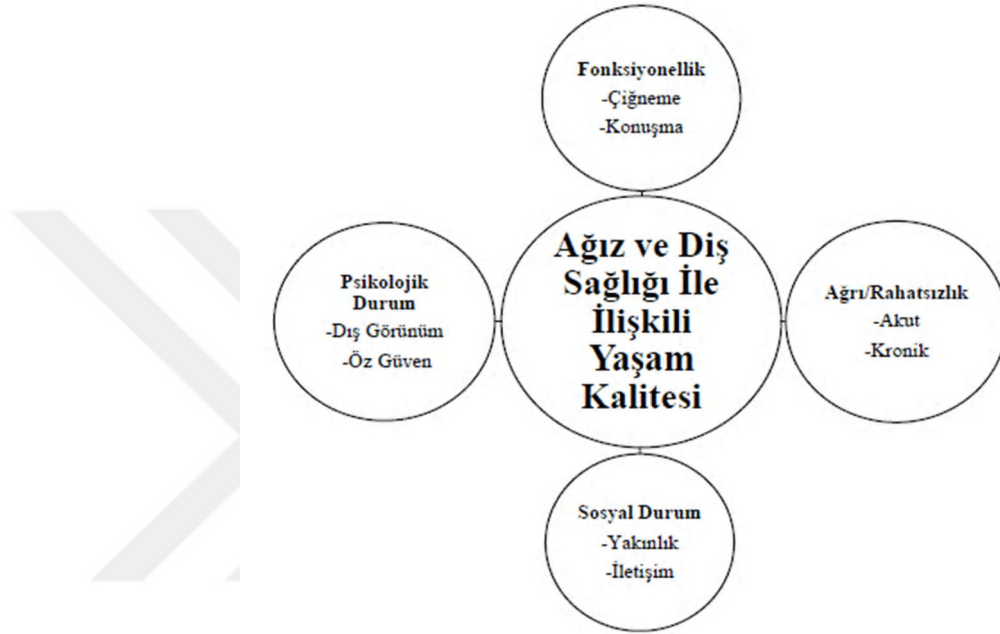 Fonksiyonellik
-Çiğneme
-Konuşma
Psikolojik
Durum
-Dış Görünüm
-Öz Güven
Ağız ve Diş
Sağlığı İle
İlişkili
Yaşam
Kalitesi
Ağrı/Rahatsızlık
-Akut
-Kronik
Sosyal Durum
-Yakınlık
-İletişim